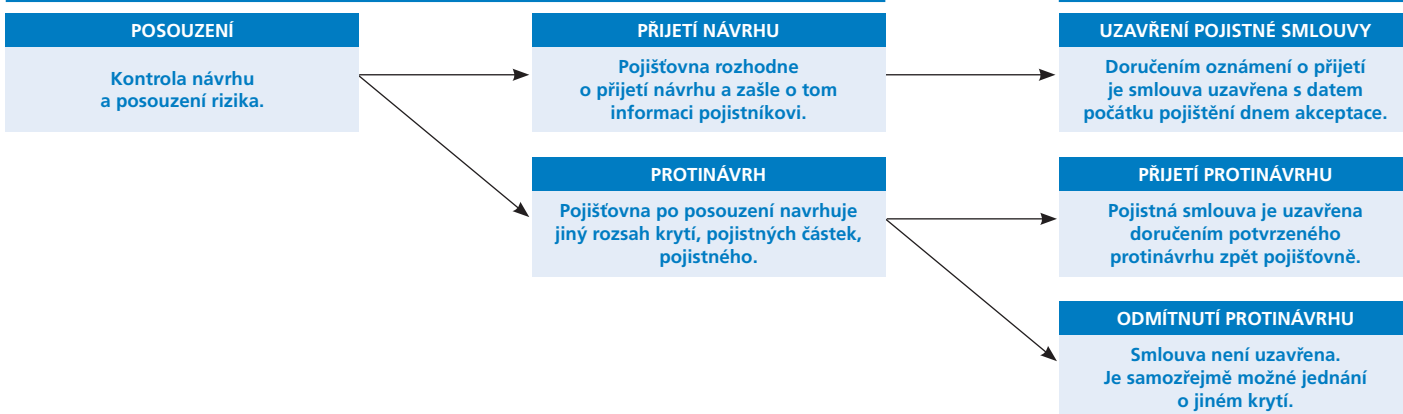 POSOUZENÍ
Kontrola návrhu
a posouzení rizika.
PŘIJETÍ NÁVRHU
Pojišťovna rozhodne
o přijetí návrhu a zašle o tom
informaci pojistníkovi.
UZAVŘENÍ POJISTNÉ SMLOUVY
Doručením oznámení o přijetí
je smlouva uzavřena s datem
počátku pojištění dnem akceptace.
PROTINÁVRH
Pojišťovna po posouzení navrhuje
jiný rozsah krytí, pojistných částek,
pojistného.
PŘIJETÍ PROTINÁVRHU
Pojistná smlouva je uzavřena
doručením potvrzeného
protinávrhu zpět pojišťovně.
ODMÍTNUTÍ PROTINÁVRHU
Smlouva není uzavřena.
Je samozřejmě možné jednání
o jiném krytí.